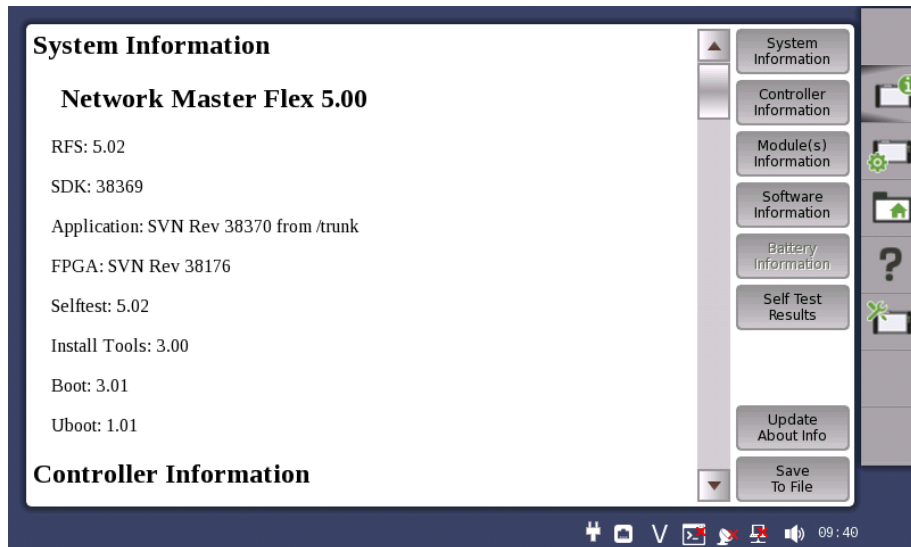 System Information
Network Master Flex 5.00
RFS: 5.02
SDK: 38369
Application: SVN Rev 38370 from /trunk
FPGA: SVN Rev 38176
Selftest: 5.02
Install Tools: 3.00
Boot: 3.01
Uboot: 1.01
Controller Information
System
Information
Controller
Information
Module(s)
Information
Software
Information
Battery
Information
Self Test
Results
Update
About Info
Save
To File
?
V
09:40